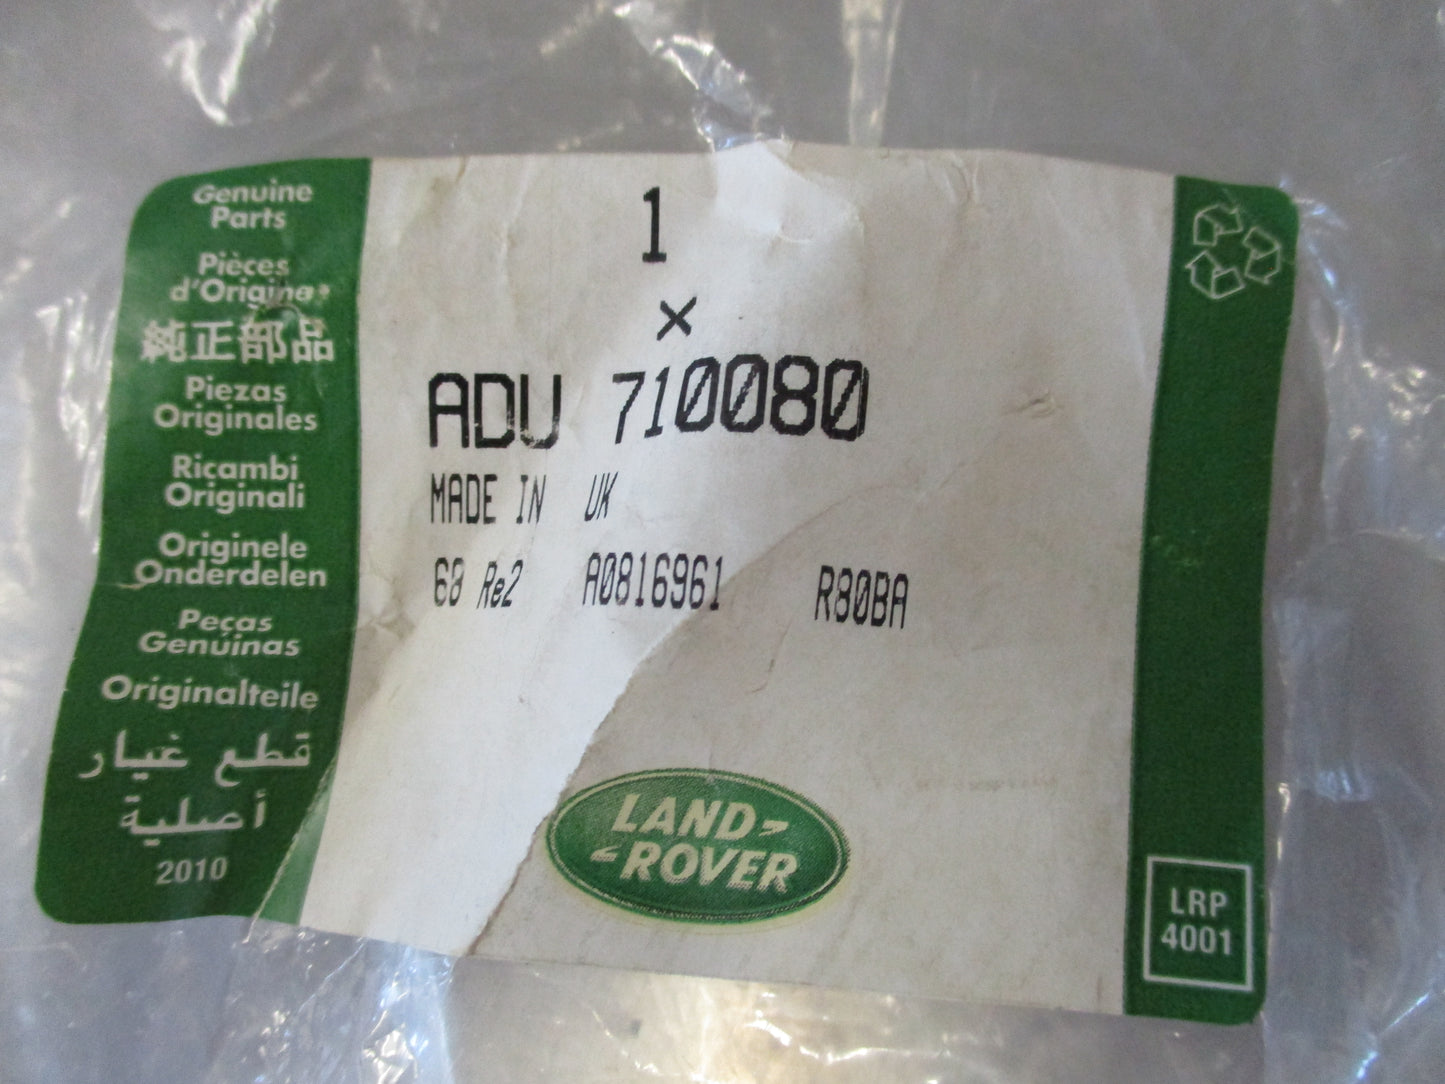 Genuine
Parts
Pièces
d'Origine
純正部品
Piezas
Originales
Ricambi
Originali
Originele
Onderdelen
Peças
Genuinas
Originalteile
قطع غيار
أصلية
2010
1
×
ADU 710080
MADE IN UK
68 Re2 A0816961 R80BA
LAND
ROVER
LRP
4001